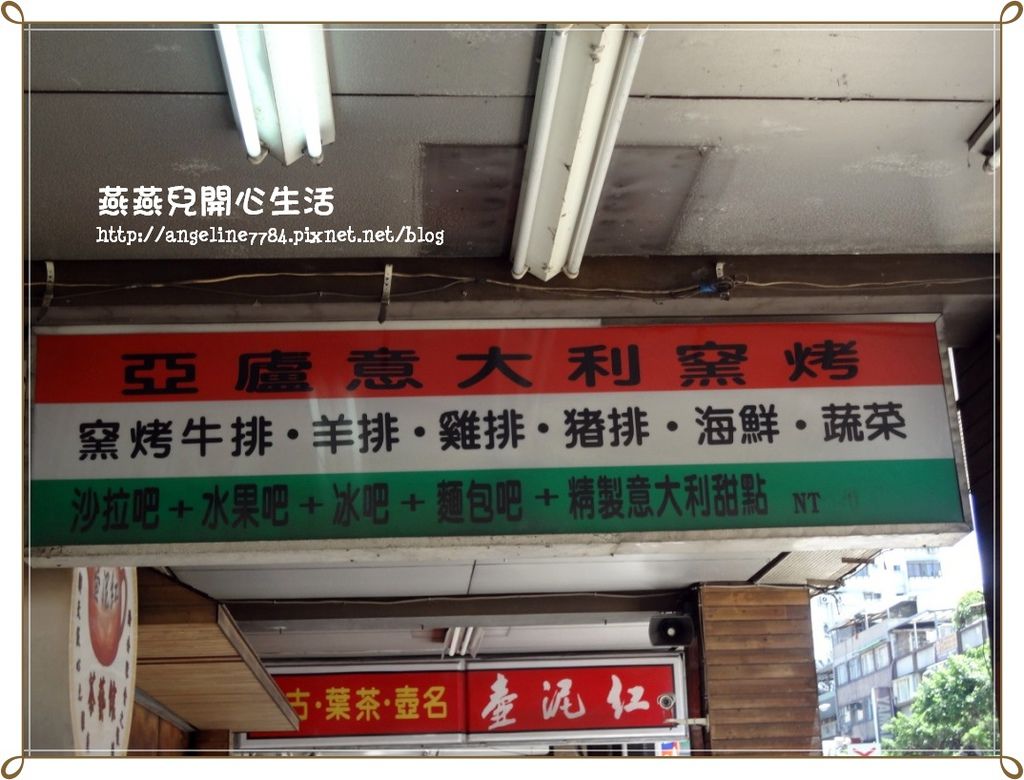 燕燕兒開心生活
http://angeline7784.pixnet.net/blog
亞廬意大利窯烤
窯烤牛排·羊排·雞排·豬排·海鮮·蔬菜
沙拉吧+水果吧+冰吧+麵包吧+精製意大利甜點 NT
古·葉茶·壺名
壺泥紅